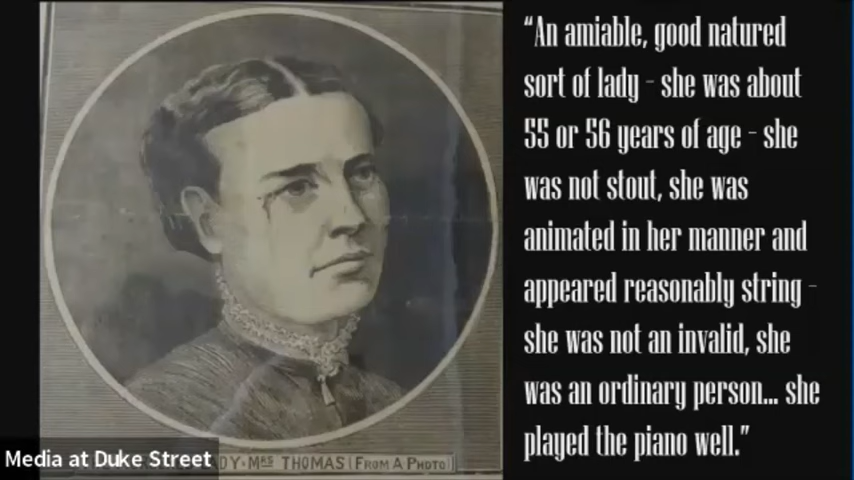 “An amiable, good natured
sort of lady - she was about
55 or 56 years of age - she
was not stout, she was
animated in her manner and
appeared reasonably string -
she was not an invalid, she
was an ordinary person... she
played the piano well.”
Media at Duke Street
DY. MRS THOMAS (FROM A PHOTO)